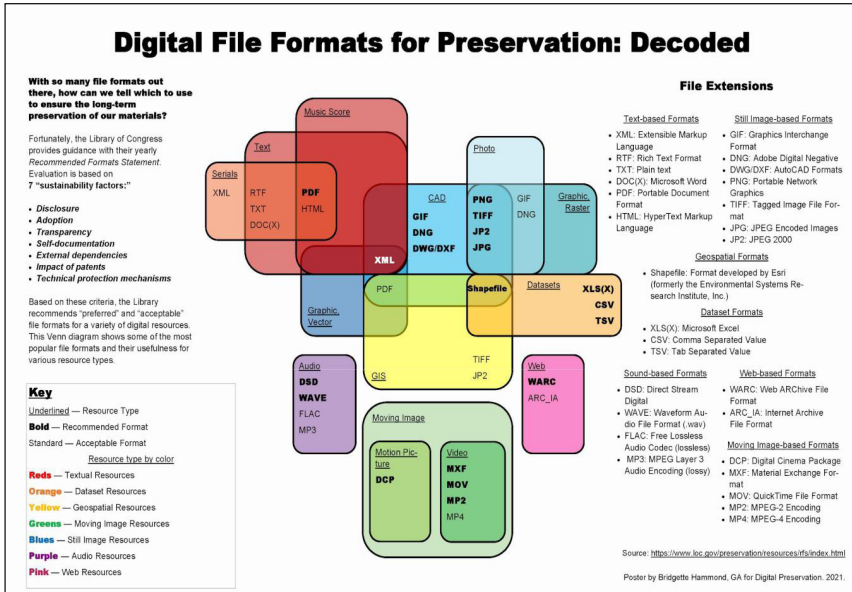 Digital File Formats for Preservation: Decoded
With so many file formats out
there, how can we tell which to use
to ensure the long-term
preservation of our materials?
Fortunately, the Library of Congress
provides guidance with their yearly
Recommended Formats Statement.
Evaluation is based on
7 “sustainability factors:”
• Disclosure
• Adoption
• Transparency
• Self-documentation
• External dependencies
• Impact of patents
• Technical protection mechanisms
Based on these criteria, the Library
recommends “preferred” and “acceptable”
file formats for a variety of digital resources.
This Venn diagram shows some of the most
popular file formats and their usefulness for
various resource types.
Key
Underlined — Resource Type
Bold — Recommended Format
Standard — Acceptable Format
Resource type by color
Reds — Textual Resources
Orange — Dataset Resources
Yellow — Geospatial Resources
Greens — Moving Image Resources
Blues — Still Image Resources
Purple — Audio Resources
Pink — Web Resources
Music Score
Text
Serials
XML
RTF
TXT
DOC(X)
PDF
HTML
XML
Photo
CAD
GIF
DNG
DWG/DXF
PNG
TIFF
JP2
JPG
GIF
DNG
Graphic,
Raster
Graphic,
Vector
PDF
Shapefile
Datasets
XLS(X)
CSV
TSV
GIS
TIFF
JP2
Audio
DSD
WAVE
FLAC
MP3
Web
WARC
ARC_IA
Moving Image
Motion Pic-
ture
DCP
Video
MXF
MOV
MP2
MP4
File Extensions
Text-based Formats
• XML: Extensible Markup
Language
• RTF: Rich Text Format
• TXT: Plain text
• DOC(X): Microsoft Word
• PDF: Portable Document
Format
• HTML: HyperText Markup
Language
Still Image-based Formats
• GIF: Graphics Interchange
Format
• DNG: Adobe Digital Negative
• DWG/DXF: AutoCAD Formats
• PNG: Portable Network
Graphics
• TIFF: Tagged Image File For-
mat
• JPG: JPEG Encoded Images
• JP2: JPEG 2000
Geospatial Formats
• Shapefile: Format developed by Esri
(formerly the Environmental Systems Re-
search Institute, Inc.)
Dataset Formats
• XLS(X): Microsoft Excel
• CSV: Comma Separated Value
• TSV: Tab Separated Value
Sound-based Formats
• DSD: Direct Stream
Digital
• WAVE: Waveform Au-
dio File Format (.wav)
• FLAC: Free Lossless
Audio Codec (lossless)
• MP3: MPEG Layer 3
Audio Encoding (lossy)
Web-based Formats
• WARC: Web ARChive File
Format
• ARC_IA: Internet Archive
File Format
Moving Image-based Formats
• DCP: Digital Cinema Package
• MXF: Material Exchange For-
mat
• MOV: QuickTime File Format
• MP2: MPEG-2 Encoding
• MP4: MPEG-4 Encoding
Source: https://www.loc.gov/preservation/resources/rfs/index.html
Poster by Bridgette Hammond, GA for Digital Preservation. 2021.